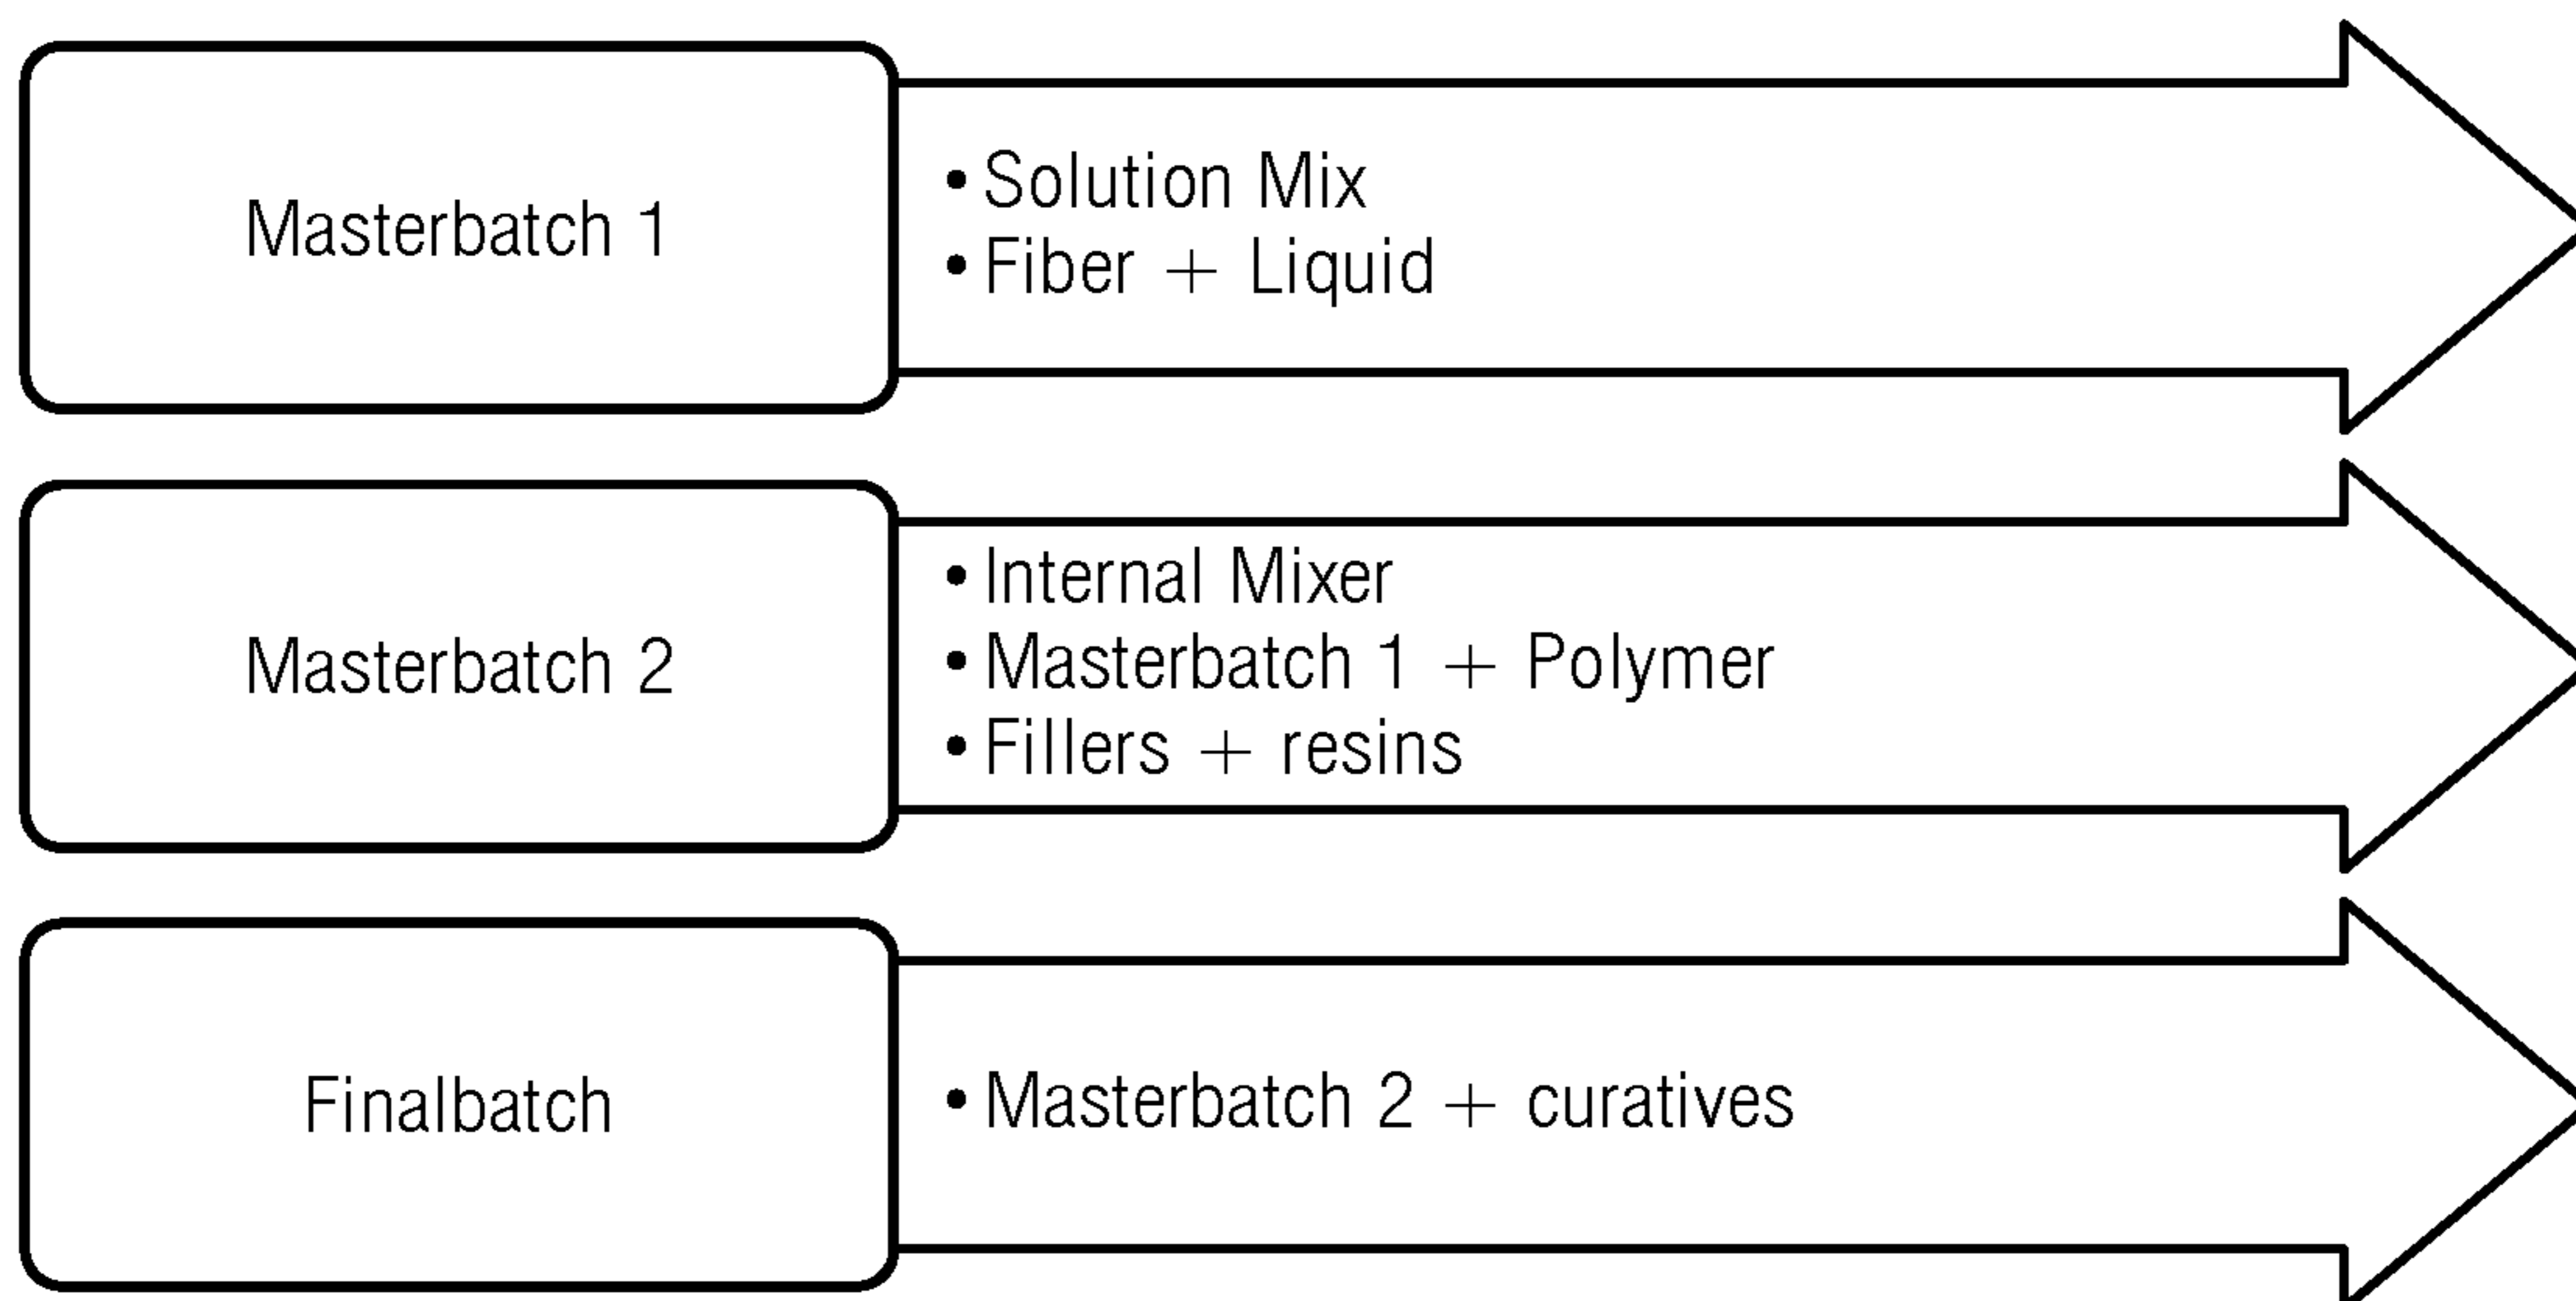 Masterbatch 1
• Solution Mix
• Fiber + Liquid
Masterbatch 2
• Internal Mixer
• Masterbatch 1 + Polymer
• Fillers + resins
Finalbatch
• Masterbatch 2 + curatives